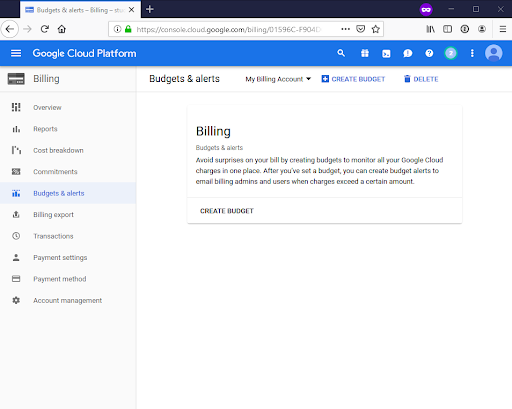 Budgets & alerts – Billing – sta
https://console.cloud.google.com/billing/01596C-F904D
Google Cloud Platform
2
Billing
Budgets & alerts
My Billing Account
CREATE BUDGET
DELETE
Overview
Reports
Cost breakdown
Commitments
Budgets & alerts
Billing export
Transactions
Payment settings
Payment method
Account management
Billing
Budgets & alerts
Avoid surprises on your bill by creating budgets to monitor all your Google Cloud
charges in one place. After you've set a budget, you can create budget alerts to
email billing admins and users when charges exceed a certain amount.
CREATE BUDGET